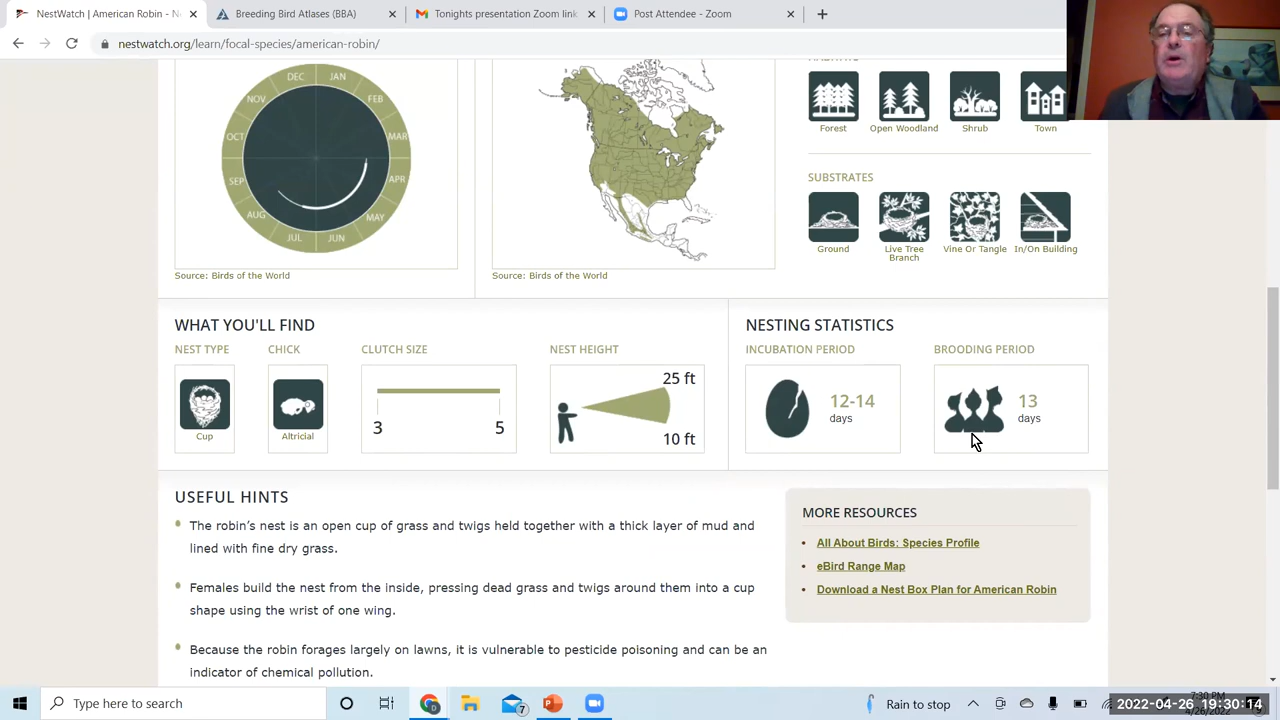 NestWatch | American Robin - Ne
Breeding Bird Atlases (BBA)
Tonights presentation Zoom link
Post Attendee - Zoom
nestwatch.org/learn/focal-species/american-robin/
DEC
JAN
NOV
FEB
OCT
MAR
SEP
APR
AUG
MAY
JUL
JUN
Source: Birds of the World
Source: Birds of the World
Forest
Open Woodland
Shrub
Town
SUBSTRATES
Ground
Live Tree
Branch
Vine Or Tangle
In/On Building
WHAT YOU'LL FIND
NEST TYPE
CHICK
CLUTCH SIZE
NEST HEIGHT
Cup
Altricial
3
5
25 ft
10 ft
NESTING STATISTICS
INCUBATION PERIOD
BROODING PERIOD
12-14
days
13
days
USEFUL HINTS
The robin's nest is an open cup of grass and twigs held together with a thick layer of mud and
lined with fine dry grass.
Females build the nest from the inside, pressing dead grass and twigs around them into a cup
shape using the wrist of one wing.
Because the robin forages largely on lawns, it is vulnerable to pesticide poisoning and can be an
indicator of chemical pollution.
MORE RESOURCES
All About Birds: Species Profile
eBird Range Map
Download a Nest Box Plan for American Robin
Type here to search
7
Rain to stop
7:30 PM
4/26/2022
2022-04-26 19:30:14